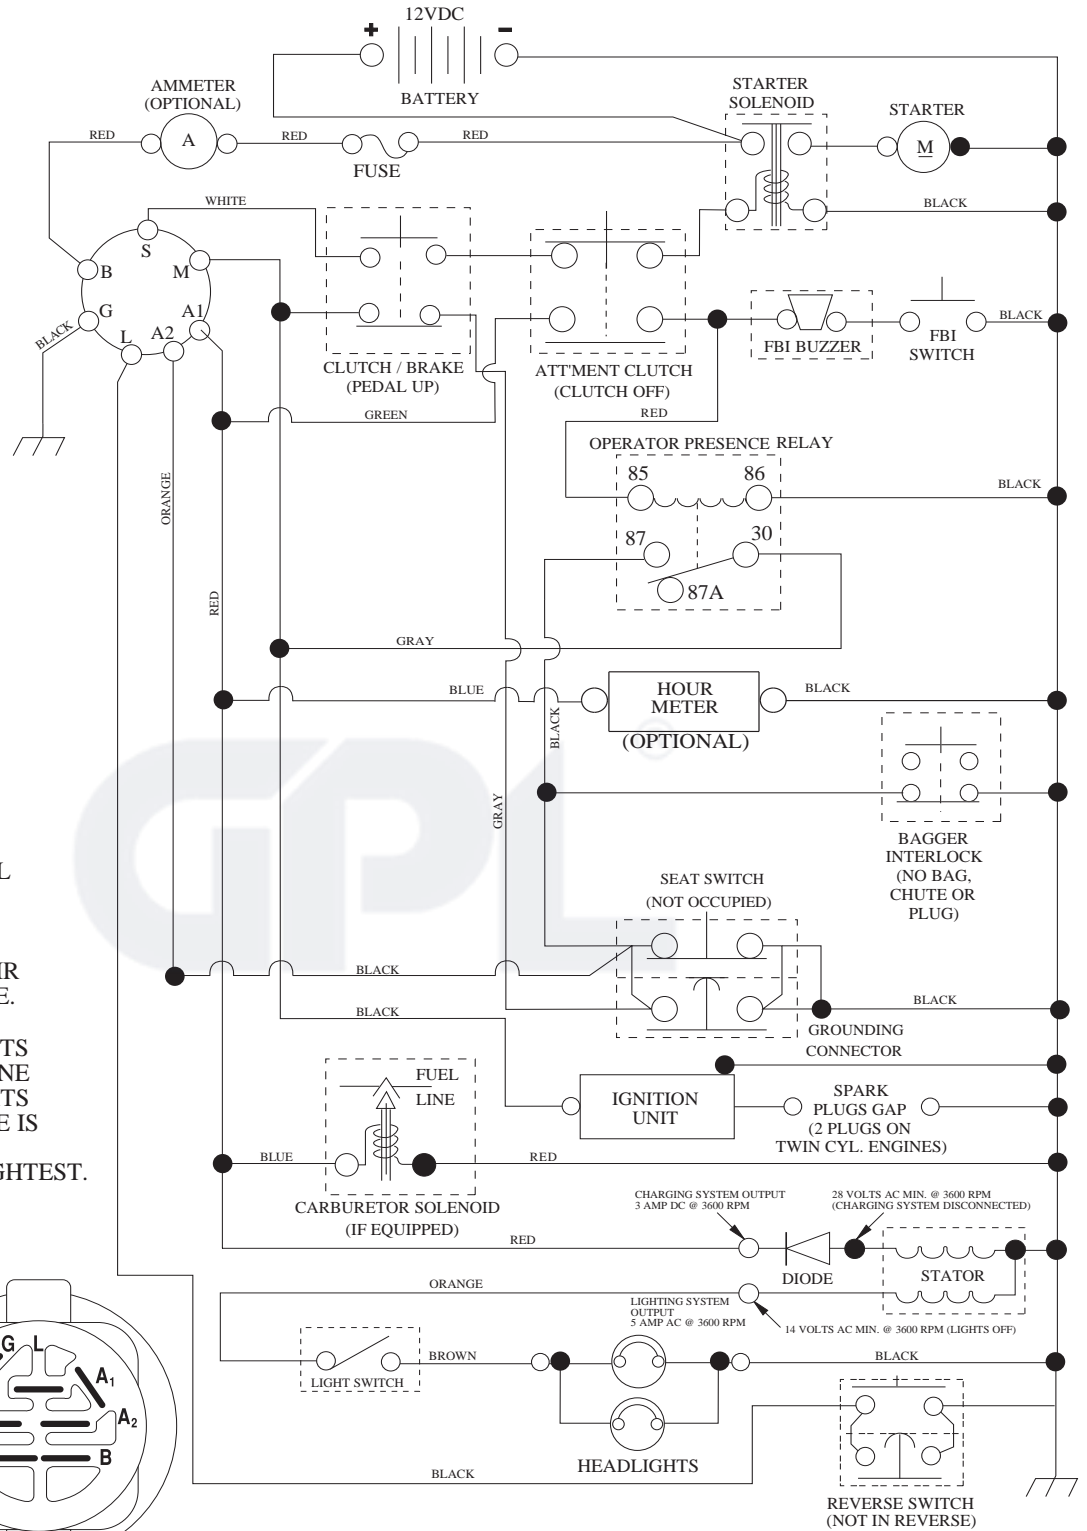 12VDC
+
-
BATTERY
AMMETER
(OPTIONAL)
A
RED
RED
RED
FUSE
STARTER
SOLENOID
STARTER
M
BLACK
WHITE
S
B
M
G
A1
L
A2
BLACK
CLUTCH / BRAKE
(PEDAL UP)
ATT'MENT CLUTCH
(CLUTCH OFF)
FBI BUZZER
FBI
SWITCH
BLACK
GREEN
RED
OPERATOR PRESENCE RELAY
85
86
BLACK
87
30
87A
ORANGE
RED
GRAY
BLUE
HOUR
METER
(OPTIONAL)
BLACK
BLACK
GRAY
GPL
®
BAGGER
INTERLOCK
(NO BAG,
CHUTE OR
PLUG)
SEAT SWITCH
(NOT OCCUPIED)
L
IR
E.
TS
NE
TS
E IS
GHTEST.
BLACK
BLACK
BLACK
GROUNDING
CONNECTOR
IGNITION
UNIT
SPARK
PLUGS GAP
(2 PLUGS ON
TWIN CYL. ENGINES)
FUEL
LINE
BLUE
RED
CARBURETOR SOLENOID
(IF EQUIPPED)
CHARGING SYSTEM OUTPUT
3 AMP DC @ 3600 RPM
28 VOLTS AC MIN. @ 3600 RPM
(CHARGING SYSTEM DISCONNECTED)
RED
DIODE
STATOR
ORANGE
LIGHTING SYSTEM
OUTPUT
5 AMP AC @ 3600 RPM
14 VOLTS AC MIN. @ 3600 RPM (LIGHTS OFF)
BROWN
LIGHT SWITCH
BLACK
HEADLIGHTS
BLACK
REVERSE SWITCH
(NOT IN REVERSE)
G
L
A1
A2
B